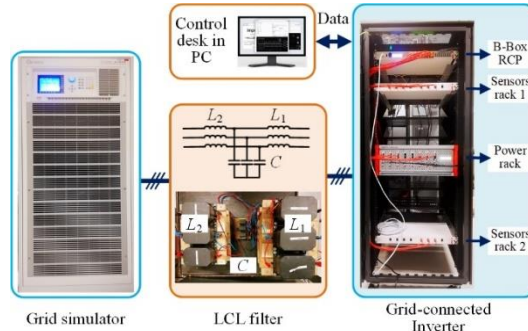 Control
desk in
PC
Data
B-Box
RCP
Sensors
rack 1
L2
L1
C
Power
rack
L2
L1
C
Sensors
rack 2
Grid simulator
LCL filter
Grid-connected
Inverter